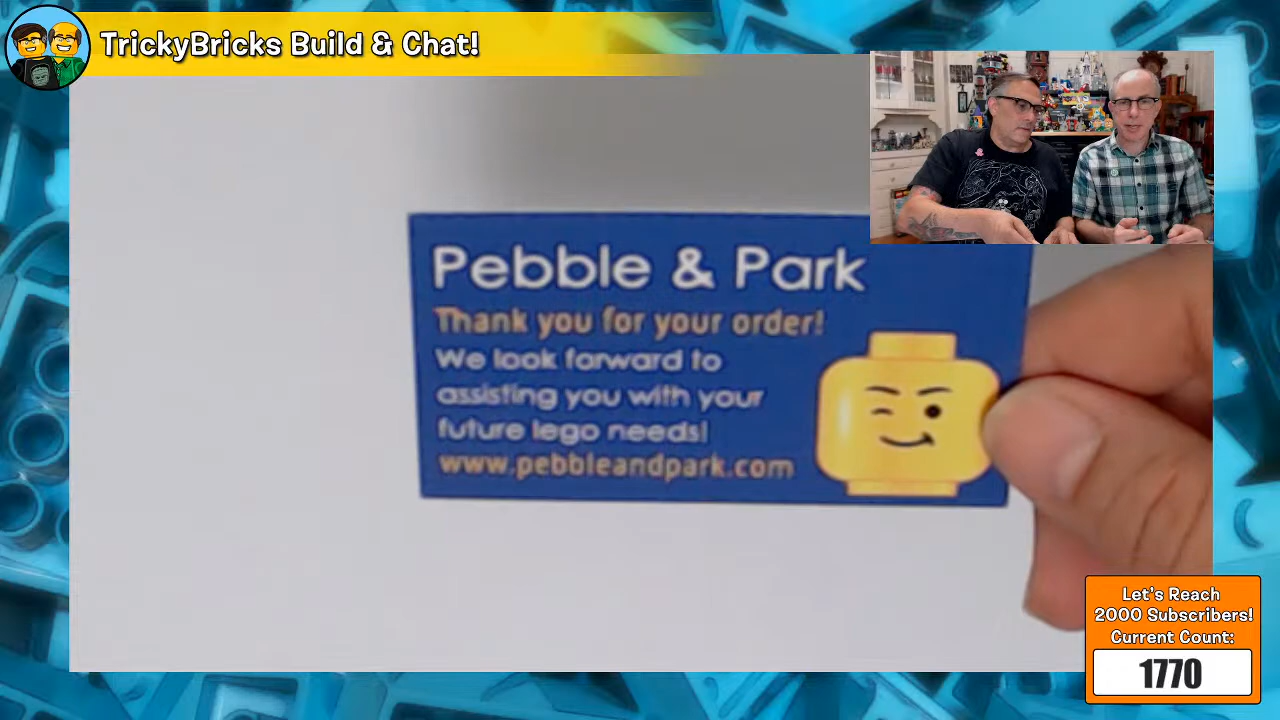 TrickyBricks Build & Chat!
Pebble & Park
Thank you for your order!
We look forward to
assisting you with your
future lego needs!
www.pebbleandpark.com
Let's Reach
2000 Subscribers!
Current Count:
1770